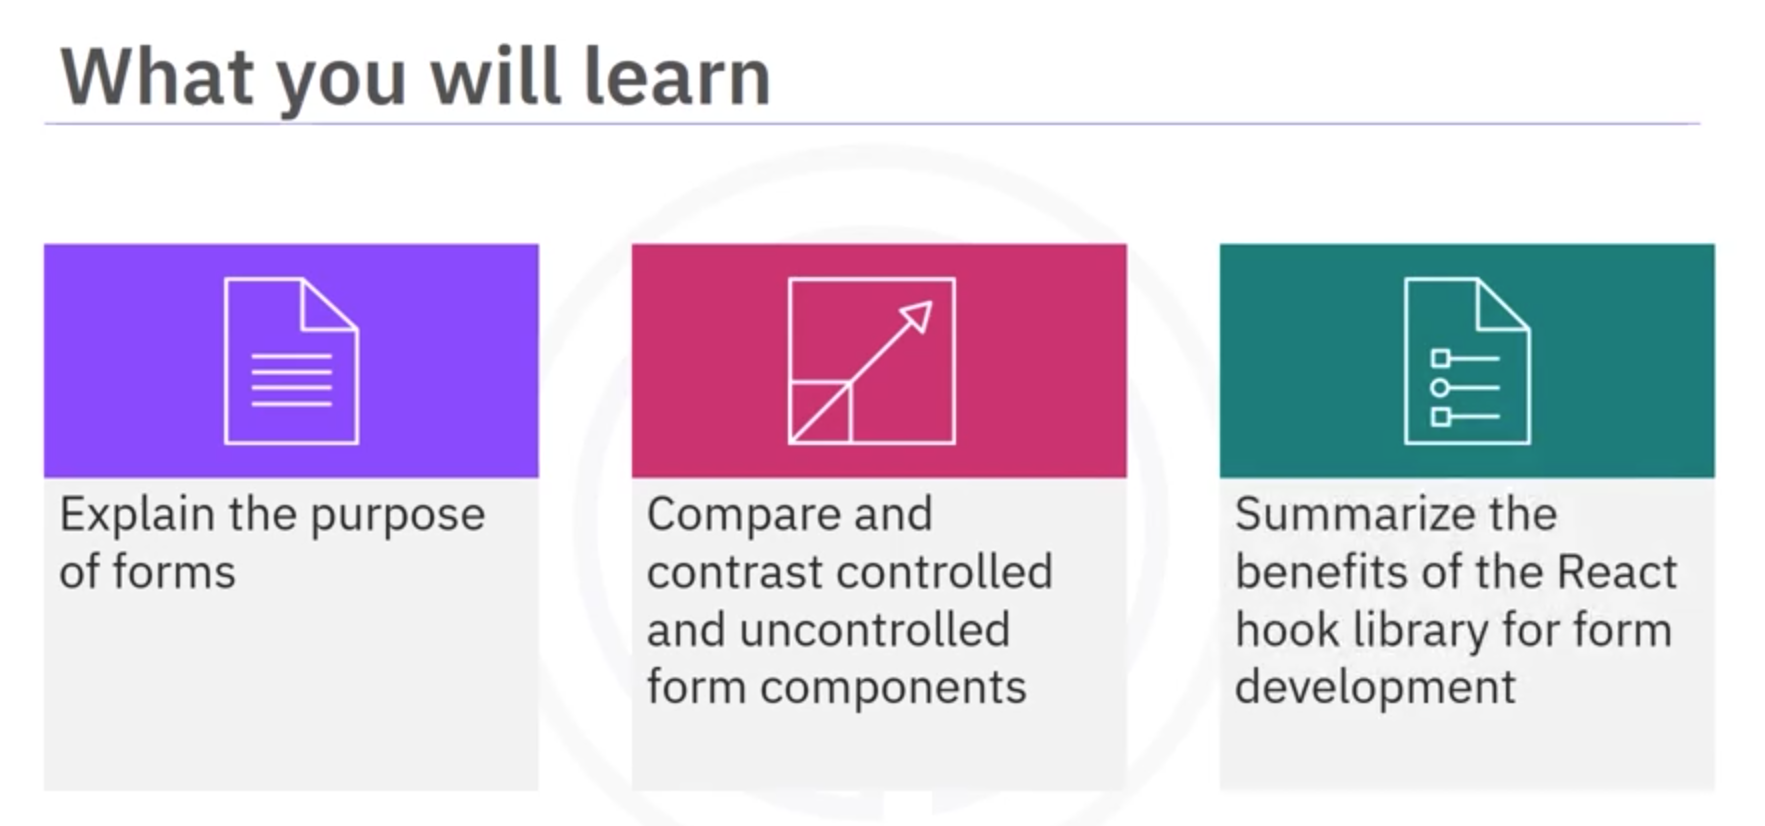 What you will learn
Explain the purpose
of forms
Compare and
contrast controlled
and uncontrolled
form components
Summarize the
benefits of the React
hook library for form
development